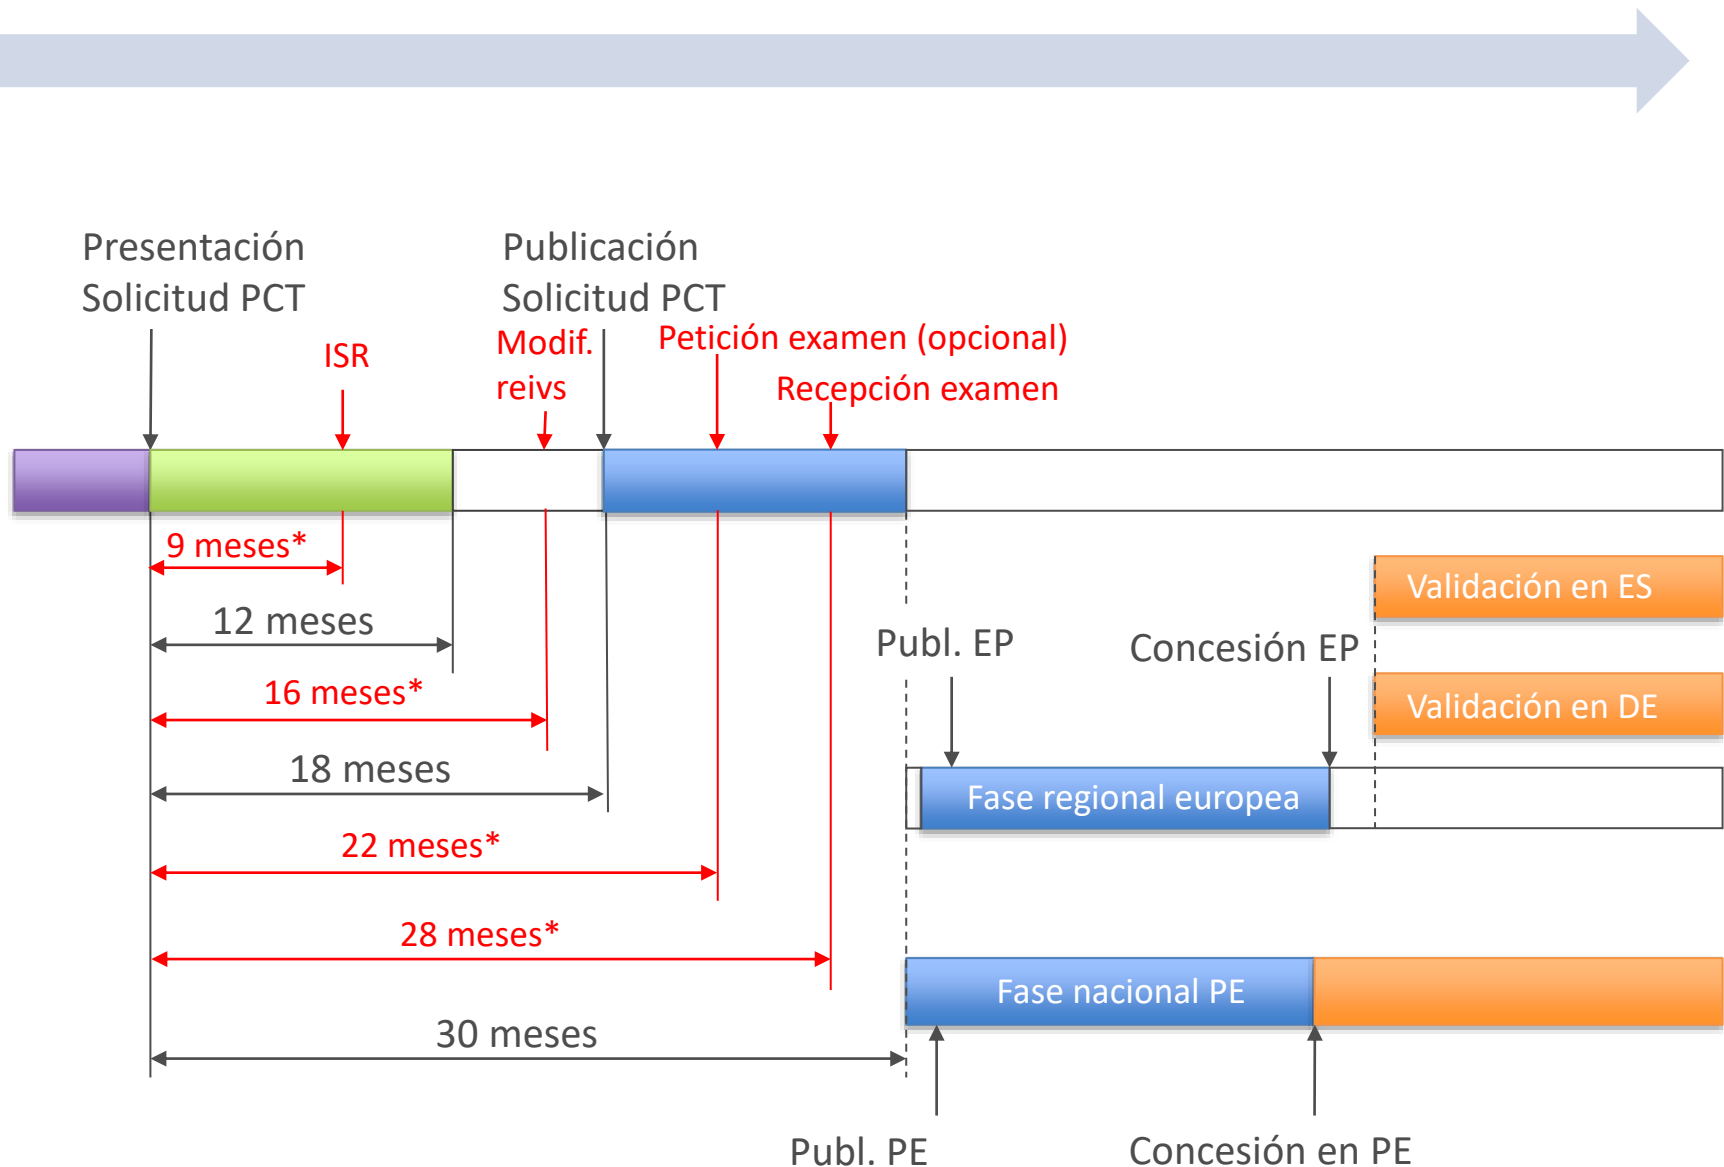 Presentación
Solicitud PCT
Publicación
Solicitud PCT
ISR
Modif.
reivs
Petición examen (opcional)
Recepción examen
9 meses*
12 meses
16 meses*
18 meses
22 meses*
28 meses*
30 meses
Validación en ES
Publ. EP
Concesión EP
Validación en DE
Fase regional europea
Fase nacional PE
Publ. PE
Concesión en PE